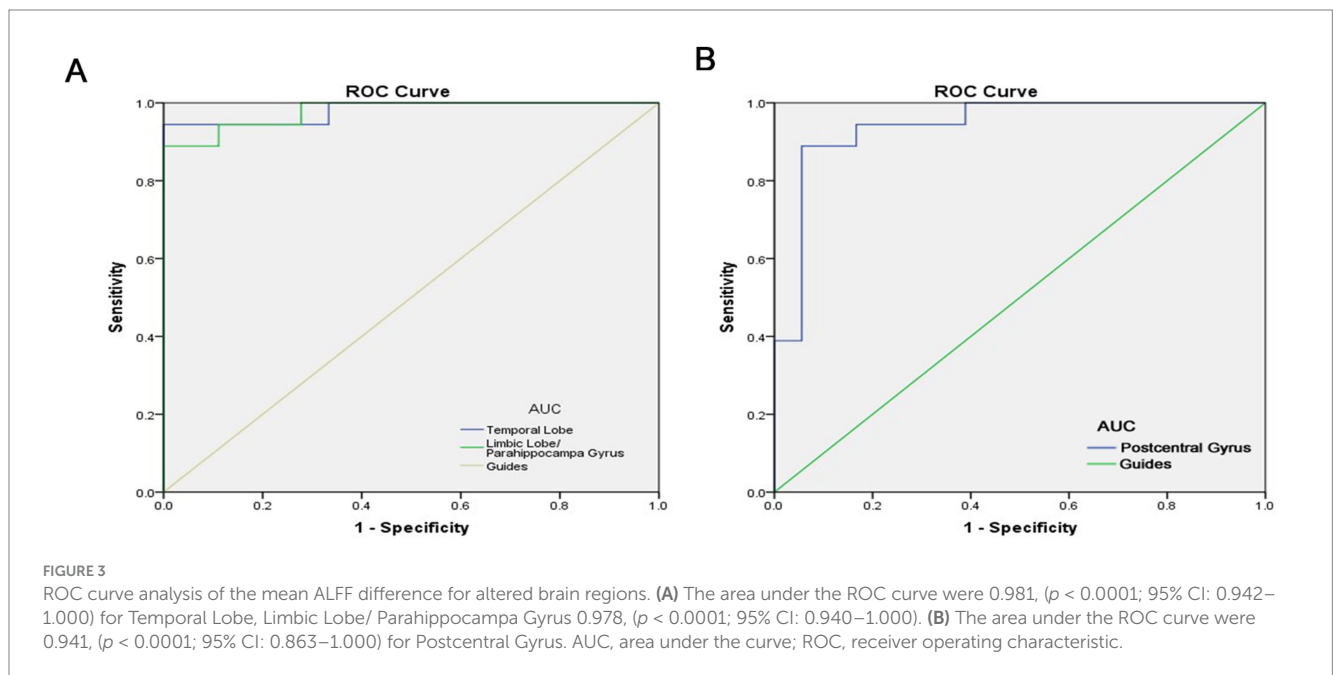 A
ROC Curve
1.0
0.8
0.6
0.4
0.2
0.0
Sensitivity
0.0 0.2 0.4 0.6 0.8 1.0
1 - Specificity
AUC
Temporal Lobe
Limbic Lobe/
Parahippocampa Gyrus
Guides
B
ROC Curve
1.0
0.8
0.6
0.4
0.2
0.0
Sensitivity
0.0 0.2 0.4 0.6 0.8 1.0
1 - Specificity
AUC
Postcentral Gyrus
Guides
FIGURE 3
ROC curve analysis of the mean ALFF difference for altered brain regions. (A) The area under the ROC curve were 0.981, (p < 0.0001; 95% CI: 0.942–
1.000) for Temporal Lobe, Limbic Lobe/ Parahippocampa Gyrus 0.978, (p < 0.0001; 95% CI: 0.940–1.000). (B) The area under the ROC curve were
0.941, (p < 0.0001; 95% CI: 0.863–1.000) for Postcentral Gyrus. AUC, area under the curve; ROC, receiver operating characteristic.